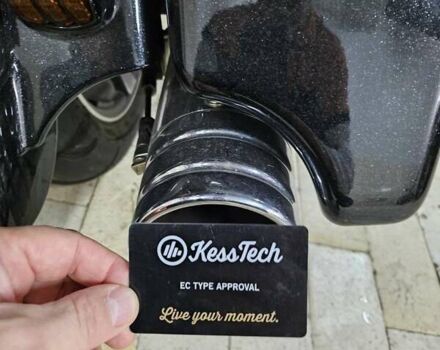 KessTech
EC TYPE APPROVAL
Live your moment.